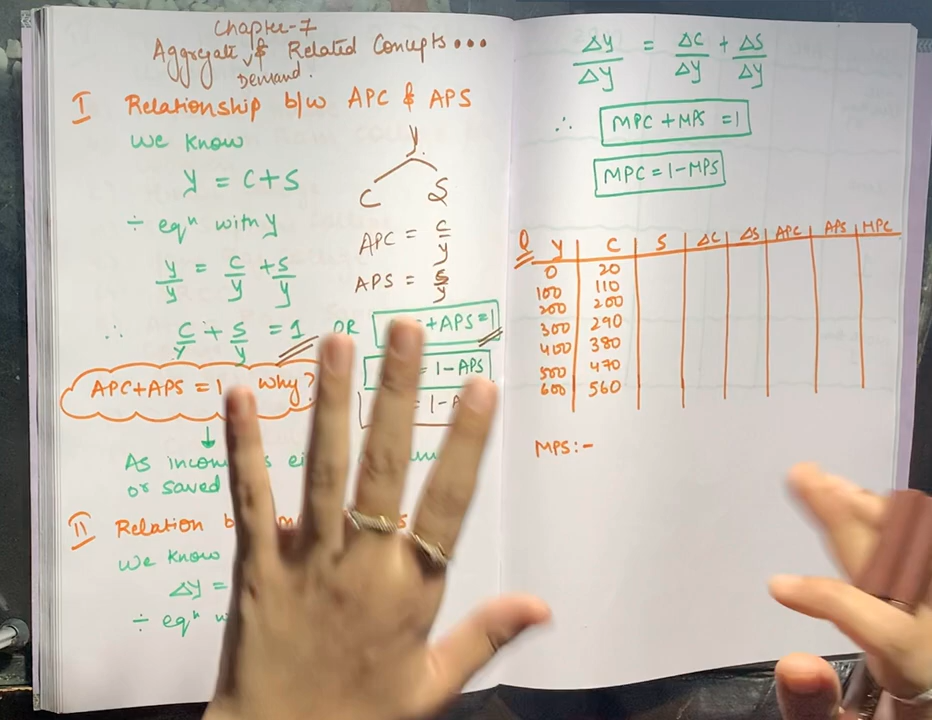 Chapter-7
Aggregate & Related Concepts...
Demand.
I Relationship b/w APC & APS
We know
Y = C+S
÷ eqn with y
y/y = C/y + S/y
∴ C/y + S/y = 1 OR +APS=1
= 1-APS
= 1-A
APC+APS = 1 why?
As
or saved
II Relation b
We know
Δy =
÷ eqn w
y
C S
APC = C/y
APS = S/y
Δy/Δy = ΔC/Δy + ΔS/Δy
∴ MPC + MPS = 1
MPC = 1-MPS
Q Y C S ΔC ΔS APC APS MPC
0 20
100 110
200 200
300 290
400 380
500 470
600 560
MPS:-